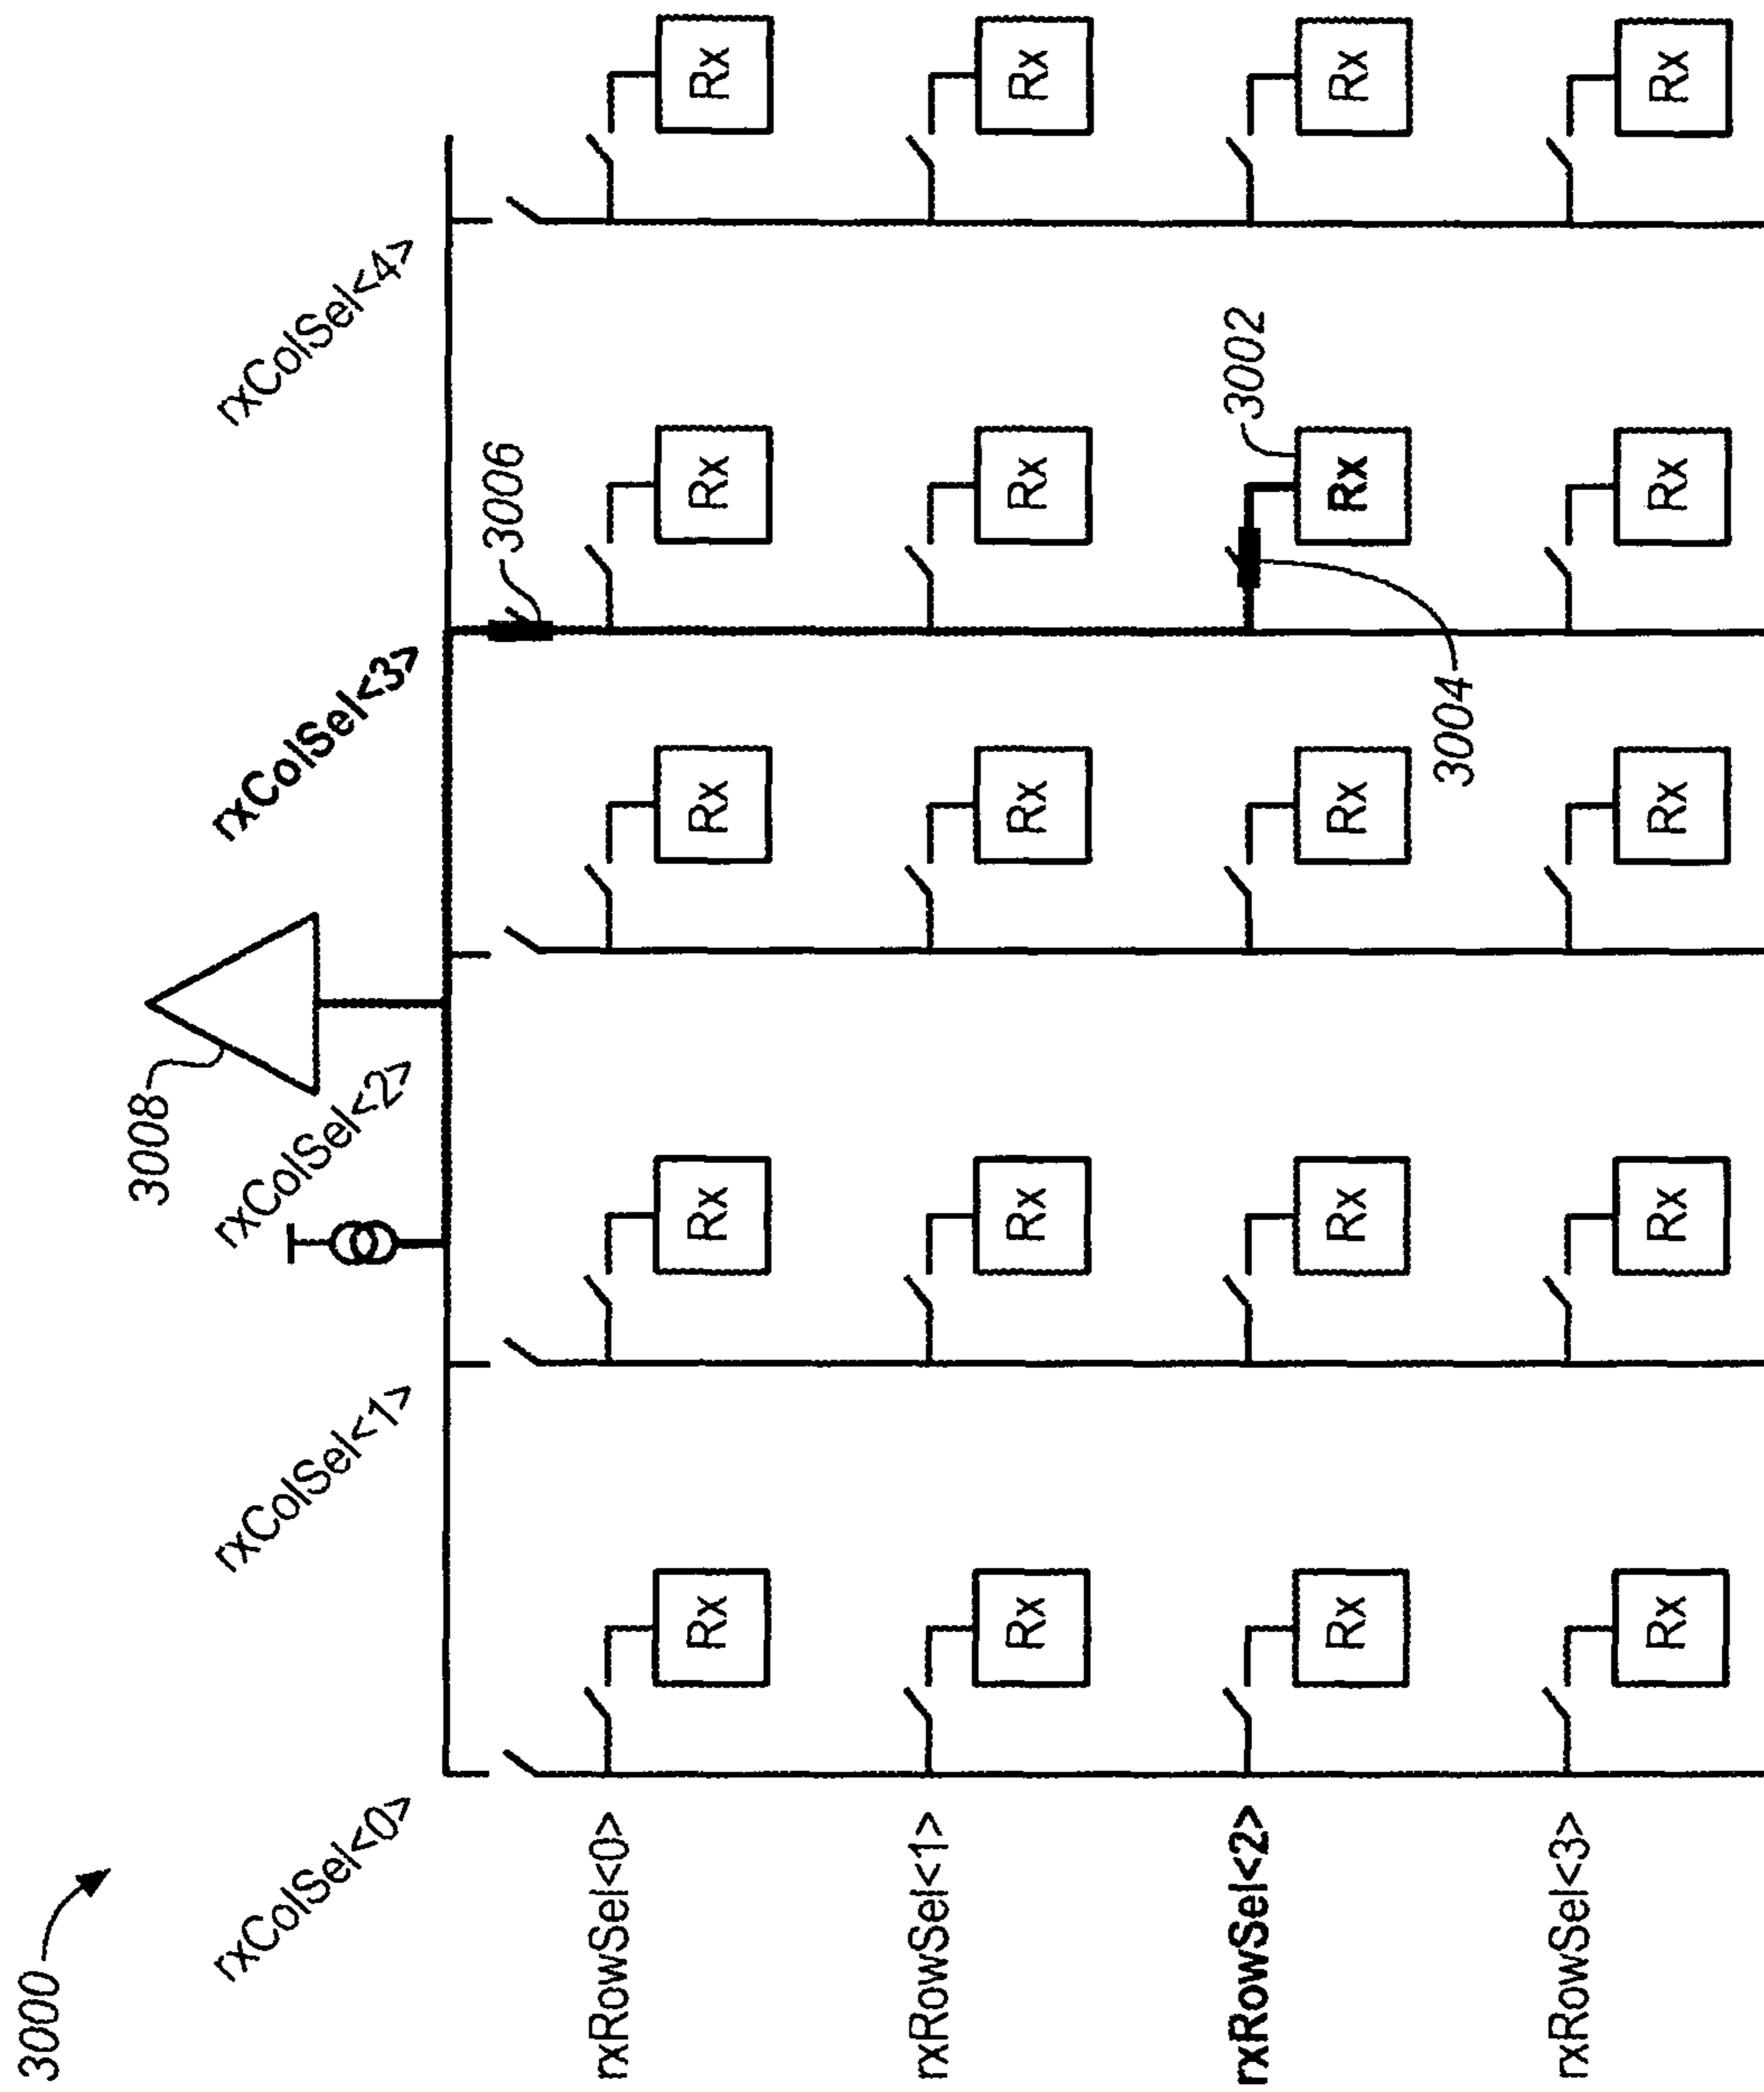 3000
rxColSel<0>
rxColSel<1>
rxColSel<2>
rxColSel<3>
rxColSel<4>
3008
3006
rxRowSel<0>
Rx
Rx
Rx
Rx
Rx
rxRowSel<1>
Rx
Rx
Rx
Rx
Rx
3002
rxRowSel<2>
Rx
Rx
Rx
Rx
Rx
3004
rxRowSel<3>
Rx
Rx
Rx
Rx
Rx